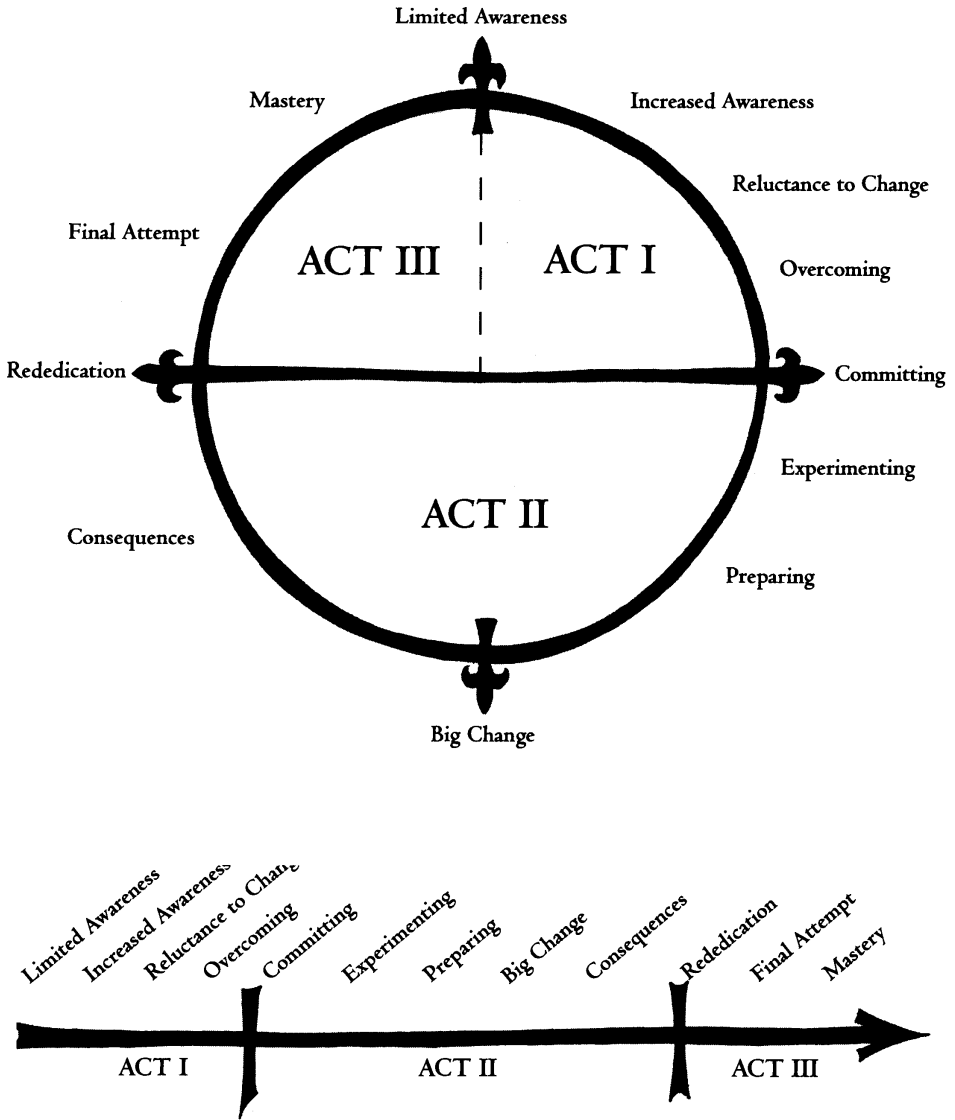 Limited Awareness
Mastery
Increased Awareness
Reluctance to Change
Final Attempt
ACT III
ACT I
Overcoming
Rededication
Committing
Experimenting
ACT II
Consequences
Preparing
Big Change
Limited Awareness
Increased Awareness
Reluctance to Chang
Overcoming
Committing
Experimenting
Preparing
Big Change
Consequences
Rededication
Final Attempt
Mastery
ACT I
ACT II
ACT III